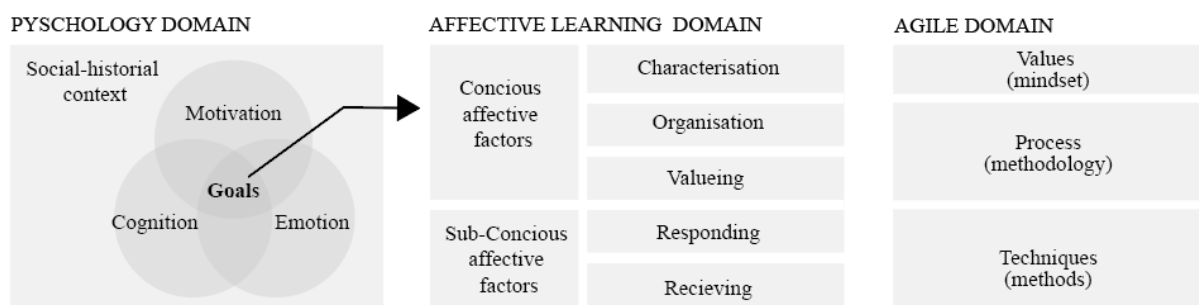 PYSCHOLOGY DOMAIN
Social-historial
context
Motivation
Goals
Cognition
Emotion
AFFECTIVE LEARNING DOMAIN
Concious
affective
factors
Characterisation
Organisation
Valueing
Sub-Concious
affective
factors
Responding
Recieving
AGILE DOMAIN
Values
(mindset)
Process
(methodology)
Techniques
(methods)